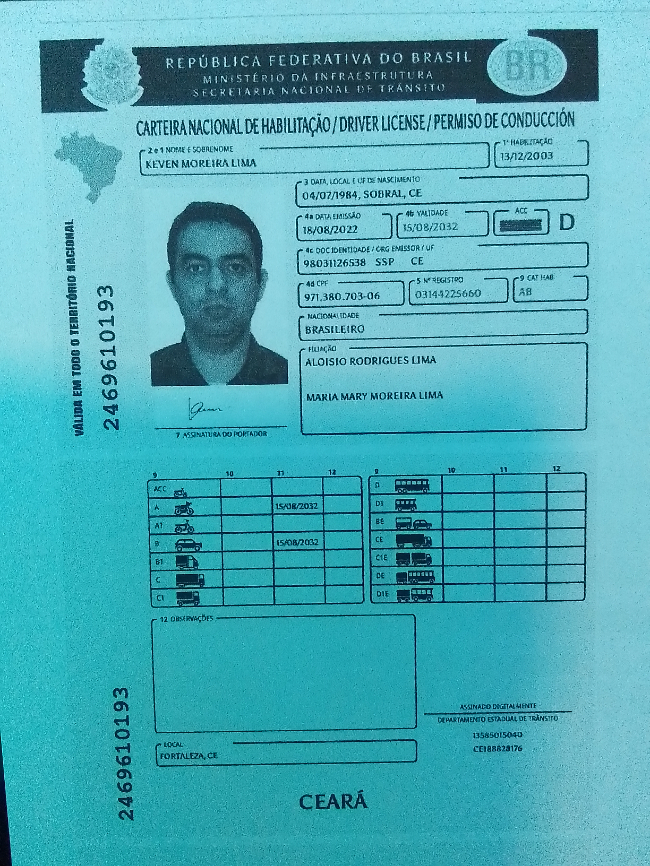 REPÚBLICA FEDERATIVA DO BRASIL
MINISTÉRIO DA INFRAESTRUTURA
SECRETARIA NACIONAL DE TRÂNSITO
BR
CARTEIRA NACIONAL DE HABILITAÇÃO / DRIVER LICENSE / PERMISO DE CONDUCCIÓN
2 e 1 NOME E SOBRENOME
1ª HABILITAÇÃO
KEVEN MOREIRA LIMA
13/12/2003
3 DATA, LOCAL E UF DE NASCIMENTO
04/07/1984, SOBRAL, CE
4a DATA EMISSÃO
4b VALIDADE
ACC
18/08/2022
15/08/2032
D
4c DOC IDENTIDADE / ORG EMISSOR / UF
98031126538 SSP CE
4d CPF
5 Nº REGISTRO
9 CAT HAB
971.380.703-06
03144225660
AB
NACIONALIDADE
BRASILEIRO
FILIAÇÃO
ALOISIO RODRIGUES LIMA
MARIA MARY MOREIRA LIMA
7 ASSINATURA DO PORTADOR
VÁLIDA EM TODO O TERRITÓRIO NACIONAL
2469610193
9 10 11 12
ACC
A 15/08/2032
A1
B 15/08/2032
B1
C
C1
9 10 11 12
D
D1
BE
CE
C1E
DE
D1E
12 OBSERVAÇÕES
2469610193
LOCAL
FORTALEZA, CE
ASSINADO DIGITALMENTE
DEPARTAMENTO ESTADUAL DE TRÂNSITO
13585015040
CE188828176
CEARÁ